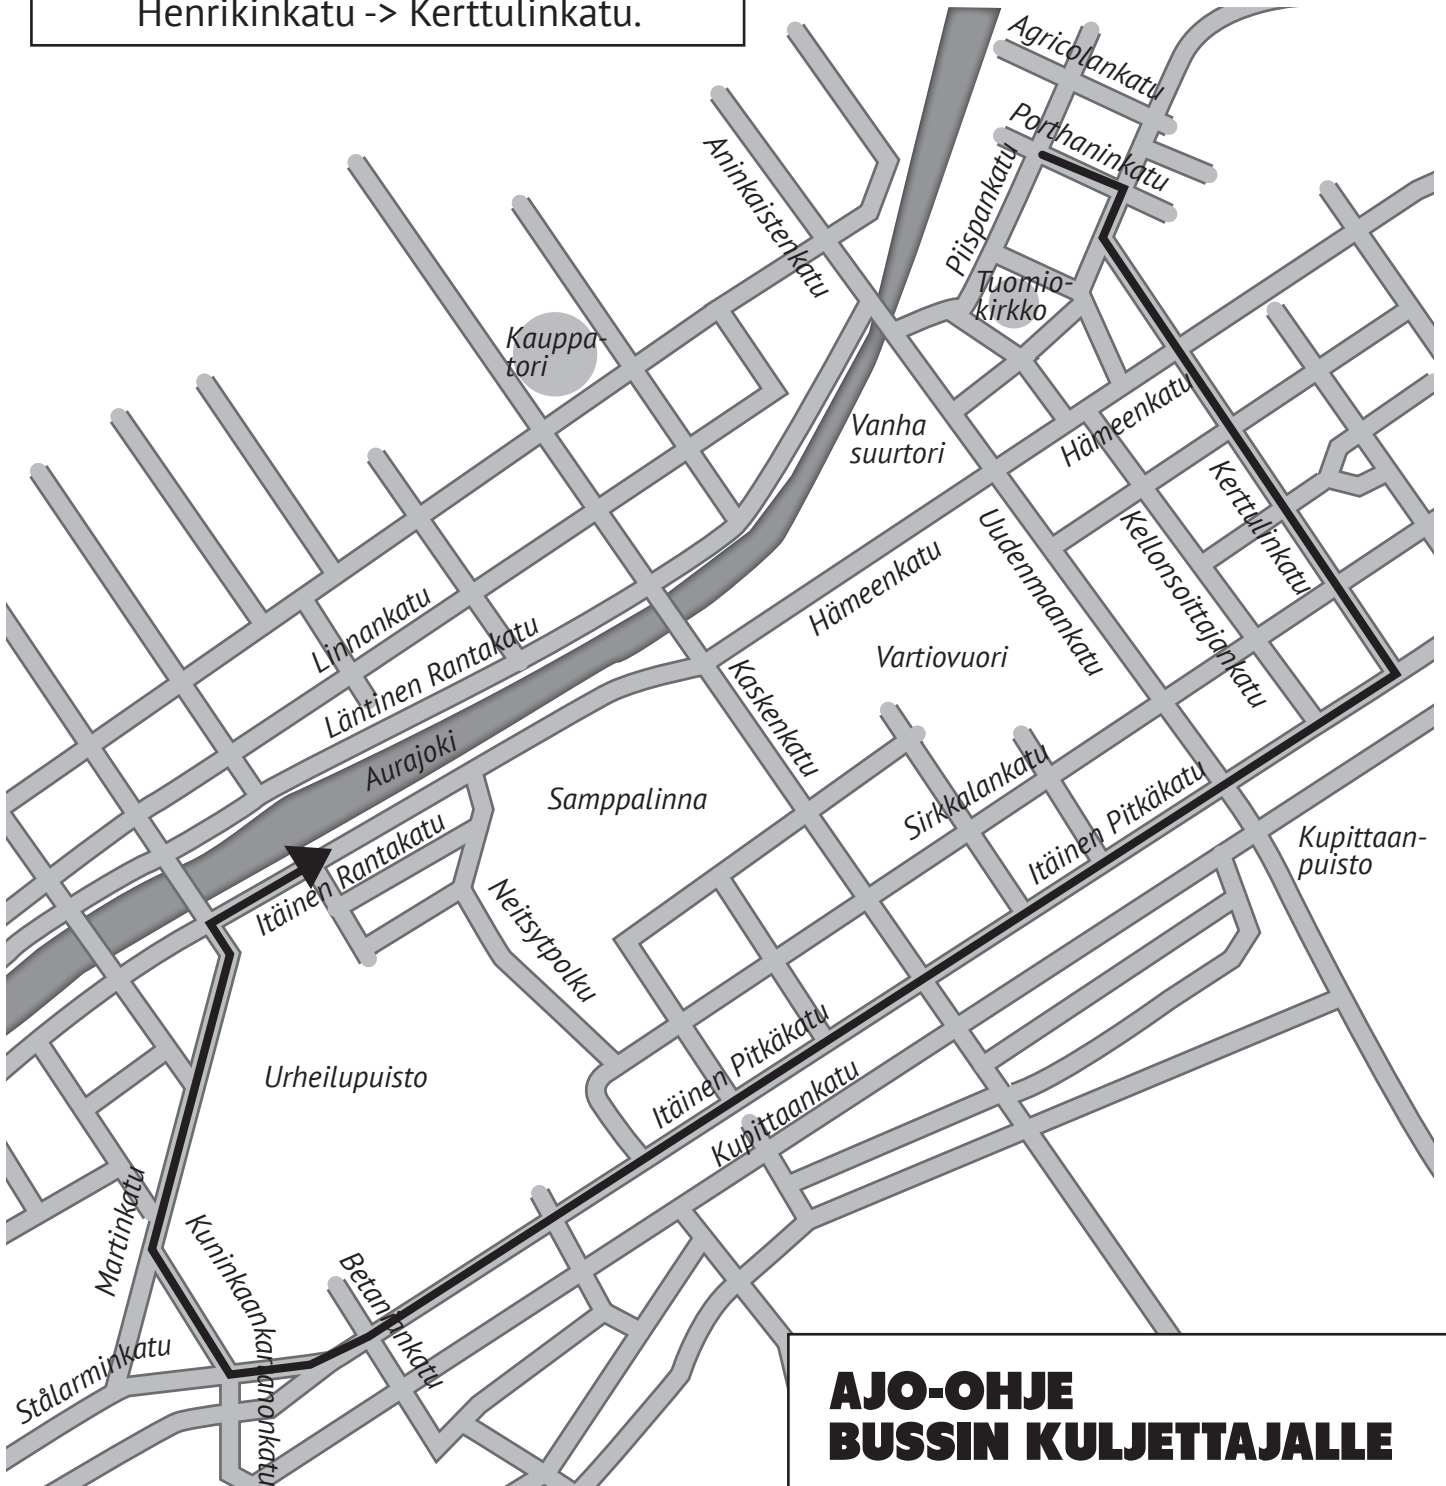 Henrikinkatu -> Kerttulinkatu.
Agricolankatu
Porthaninkatu
Piispankatu
Aninkaistenkatu
Tuomio-
kirkko
Kauppa-
tori
Vanha
suurtori
Hämeenkatu
Kerttulinkatu
Kellonsoittajankatu
Uudenmaankatu
Hämeenkatu
Linnankatu
Läntinen Rantakatu
Vartiovuori
Kaskenkatu
Aurajoki
Samppalinna
Sirkkalankatu
Itäinen Pitkäkatu
Itäinen Rantakatu
Kupittaan-
puisto
Neitsytpolku
Urheilupuisto
Itäinen Pitkäkatu
Kupittaankatu
Martinkatu
Kuninkaankartanonkatu
Betaniankatu
Stålarminkatu
AJO-OHJE
BUSSIN KULJETTAJALLE